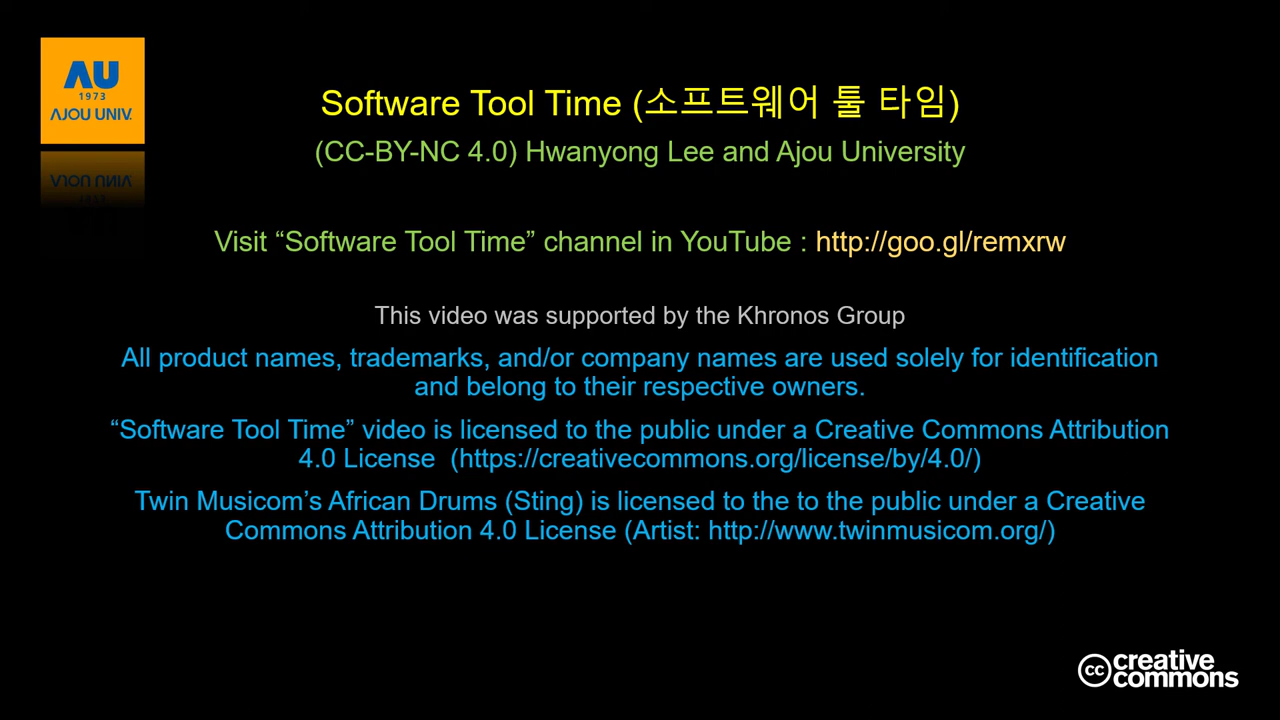 AU
1973
AJOU UNIV.
Software Tool Time (소프트웨어 툴 타임)
(CC-BY-NC 4.0) Hwanyong Lee and Ajou University
Visit “Software Tool Time” channel in YouTube : http://goo.gl/remxrw
This video was supported by the Khronos Group
All product names, trademarks, and/or company names are used solely for identification
and belong to their respective owners.
“Software Tool Time” video is licensed to the public under a Creative Commons Attribution
4.0 License (https://creativecommons.org/license/by/4.0/)
Twin Musicom’s African Drums (Sting) is licensed to the to the public under a Creative
Commons Attribution 4.0 License (Artist: http://www.twinmusicom.org/)
cc creative
commons